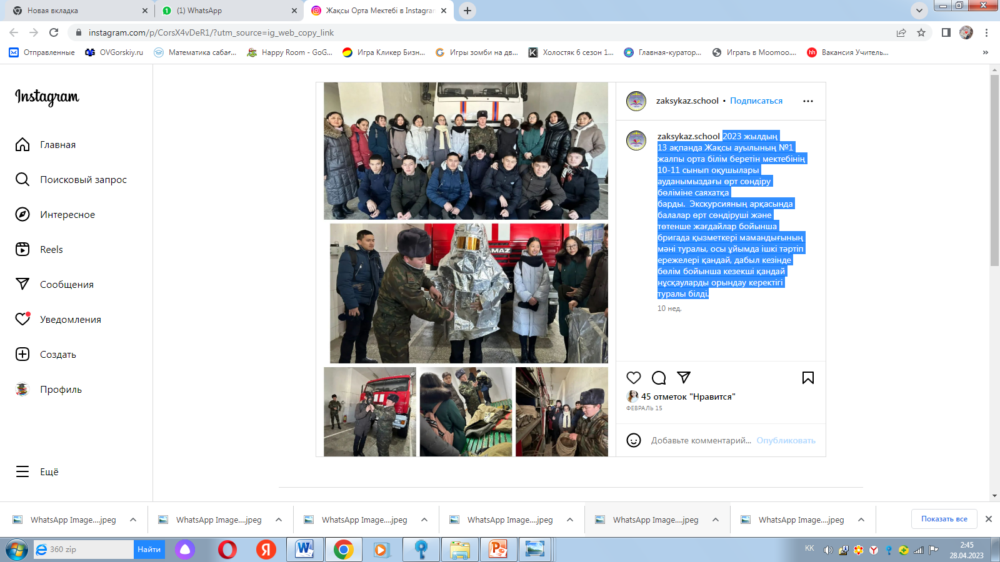 Новая вкладка
(1) WhatsApp
Жақсы Орта Мектебі в Instagram
instagram.com/p/CorsX4vDeR1/?utm_source=ig_web_copy_link
Отправленные
OVGorskiy.ru
Математика сабағ...
Happy Room - GoG...
Игра Кликер Бизн...
Игры зомби на дв...
Холостяк 6 сезон 1...
Главная-куратор...
Играть в Moomoo....
Вакансия Учитель...
Instagram
Главная
Поисковый запрос
Интересное
Reels
Сообщения
Уведомления
Создать
Профиль
Ещё
KAMAZ
zaksykaz.school • Подписаться
zaksykaz.school 2023 жылдың
13 ақпанда Жақсы ауылының №1
жалпы орта білім беретін мектебінің
10-11 сынып оқушылары
ауданымыздағы өрт сөндіру
бөліміне саяхатқа
барды. Экскурсияның арқасында
балалар өрт сөндіруші және
төтенше жағдайлар бойынша
бригада қызметкері мамандығының
мәні туралы, осы ұйымда ішкі тәртіп
ережелері қандай, дабыл кезінде
бөлім бойынша кезекші қандай
нұсқауларды орындау керектігі
туралы білді.
10 нед.
45 отметок "Нравится"
ФЕВРАЛЬ 15
Добавьте комментарий... Опубликовать
WhatsApp Image....jpeg
WhatsApp Image....jpeg
WhatsApp Image....jpeg
WhatsApp Image....jpeg
WhatsApp Image....jpeg
WhatsApp Image....jpeg
Показать все
360 zip
Найти
KK
2:45
28.04.2023